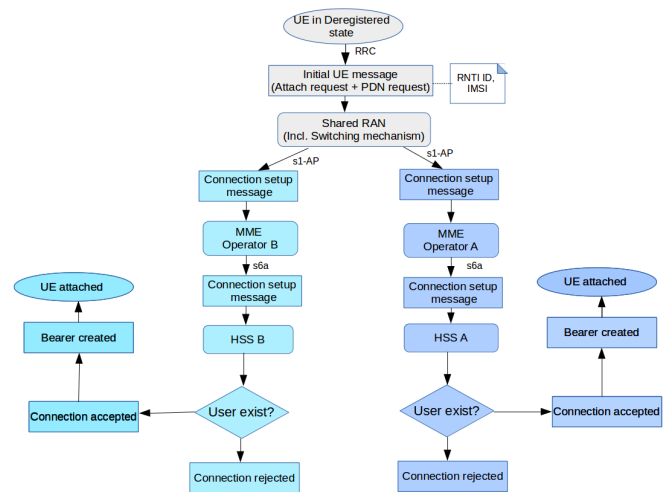 UE in Deregistered
state
RRC
Initial UE message
(Attach request + PDN request)
RNTI ID,
IMSI
Shared RAN
(Incl. Switching mechism)
s1-AP
s1-AP
Connection setup
message
Connection setup
message
MME
Operator B
MME
Operator A
s6a
s6a
Connection setup
message
Connection setup
message
UE attached
UE attached
Bearer created
HSS B
HSS A
Bearer created
Connection accepted
User exist?
User exist?
Connection accepted
Connection rejected
Connection rejected